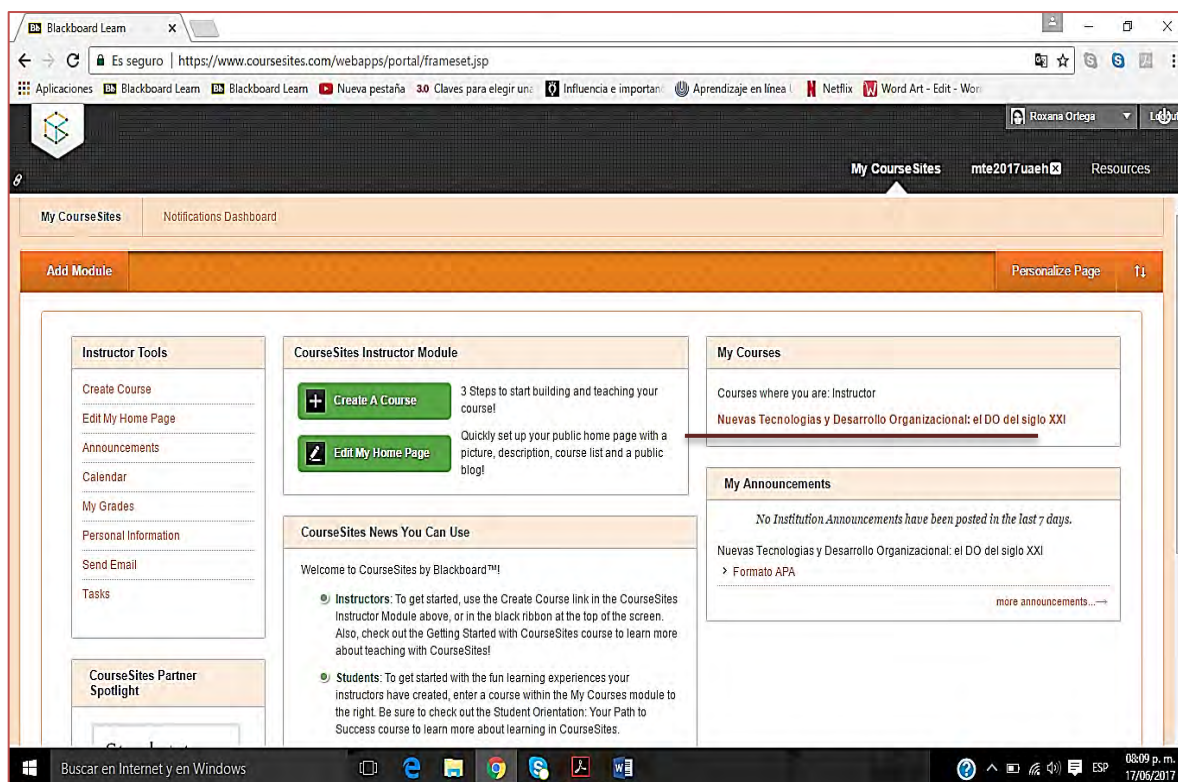 Blackboard Learn
Es seguro | https://www.coursesites.com/webapps/portal/frameset.jsp
Aplicaciones Blackboard Learn Blackboard Learn Nueva pestaña 3.0 Claves para elegir una Influencia e importan Aprendizaje en línea Netflix Word Art - Edit - Wor
Roxana Ortega Logout
My CourseSites mte2017uaeh Resources
My CourseSites Notifications Dashboard
Add Module Personalize Page
Instructor Tools
Create Course
Edit My Home Page
Announcements
Calendar
My Grades
Personal Information
Send Email
Tasks
CourseSites Partner
Spotlight
CourseSites Instructor Module
Create A Course
3 Steps to start building and teaching your
course!
Edit My Home Page
Quickly set up your public home page with a
picture, description, course list and a public
blog!
CourseSites News You Can Use
Welcome to CourseSites by Blackboard™!
Instructors: To get started, use the Create Course link in the CourseSites
Instructor Module above, or in the black ribbon at the top of the screen.
Also, check out the Getting Started with CourseSites course to learn more
about teaching with CourseSites!
Students: To get started with the fun learning experiences your
instructors have created, enter a course within the My Courses module to
the right. Be sure to check out the Student Orientation: Your Path to
Success course to learn more about learning in CourseSites.
My Courses
Courses where you are: Instructor
Nuevas Tecnologias y Desarrollo Organizacional: el DO del siglo XXI
My Announcements
No Institution Announcements have been posted in the last 7 days.
Nuevas Tecnologias y Desarrollo Organizacional: el DO del siglo XXI
Formato APA
more announcements...→
Buscar en Internet y en Windows
ESP
08:09 p. m.
17/06/2017